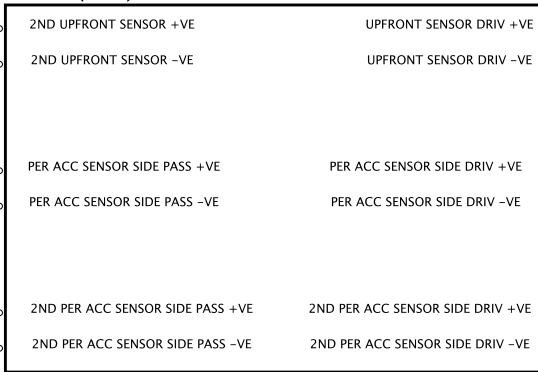 2ND UPFRONT SENSOR +VE UPFRONT SENSOR DRIV +VE
2ND UPFRONT SENSOR -VE UPFRONT SENSOR DRIV -VE
PER ACC SENSOR SIDE PASS +VE PER ACC SENSOR SIDE DRIV +VE
PER ACC SENSOR SIDE PASS -VE PER ACC SENSOR SIDE DRIV -VE
2ND PER ACC SENSOR SIDE PASS +VE 2ND PER ACC SENSOR SIDE DRIV +VE
2ND PER ACC SENSOR SIDE PASS -VE 2ND PER ACC SENSOR SIDE DRIV -VE